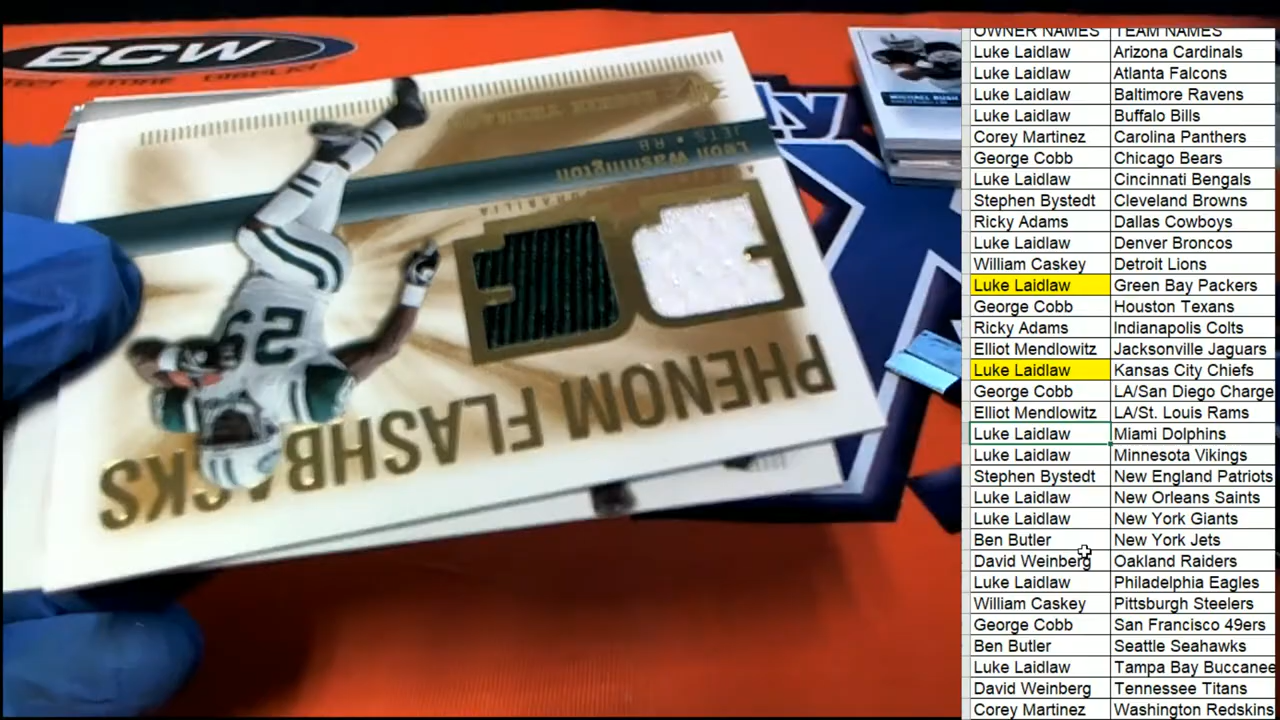 BCW
PHENOM FLASHBACKS
Leon Washington
JETS • RB
29
MICHAEL BUSH
OWNER NAMES TEAM NAMES
Luke Laidlaw Arizona Cardinals
Luke Laidlaw Atlanta Falcons
Luke Laidlaw Baltimore Ravens
Luke Laidlaw Buffalo Bills
Corey Martinez Carolina Panthers
George Cobb Chicago Bears
Luke Laidlaw Cincinnati Bengals
Stephen Bystedt Cleveland Browns
Ricky Adams Dallas Cowboys
Luke Laidlaw Denver Broncos
William Caskey Detroit Lions
Luke Laidlaw Green Bay Packers
George Cobb Houston Texans
Ricky Adams Indianapolis Colts
Elliot Mendlowitz Jacksonville Jaguars
Luke Laidlaw Kansas City Chiefs
George Cobb LA/San Diego Charge
Elliot Mendlowitz LA/St. Louis Rams
Luke Laidlaw Miami Dolphins
Luke Laidlaw Minnesota Vikings
Stephen Bystedt New England Patriots
Luke Laidlaw New Orleans Saints
Luke Laidlaw New York Giants
Ben Butler New York Jets
David Weinberg Oakland Raiders
Luke Laidlaw Philadelphia Eagles
William Caskey Pittsburgh Steelers
George Cobb San Francisco 49ers
Ben Butler Seattle Seahawks
Luke Laidlaw Tampa Bay Buccanee
David Weinberg Tennessee Titans
Corey Martinez Washington Redskins